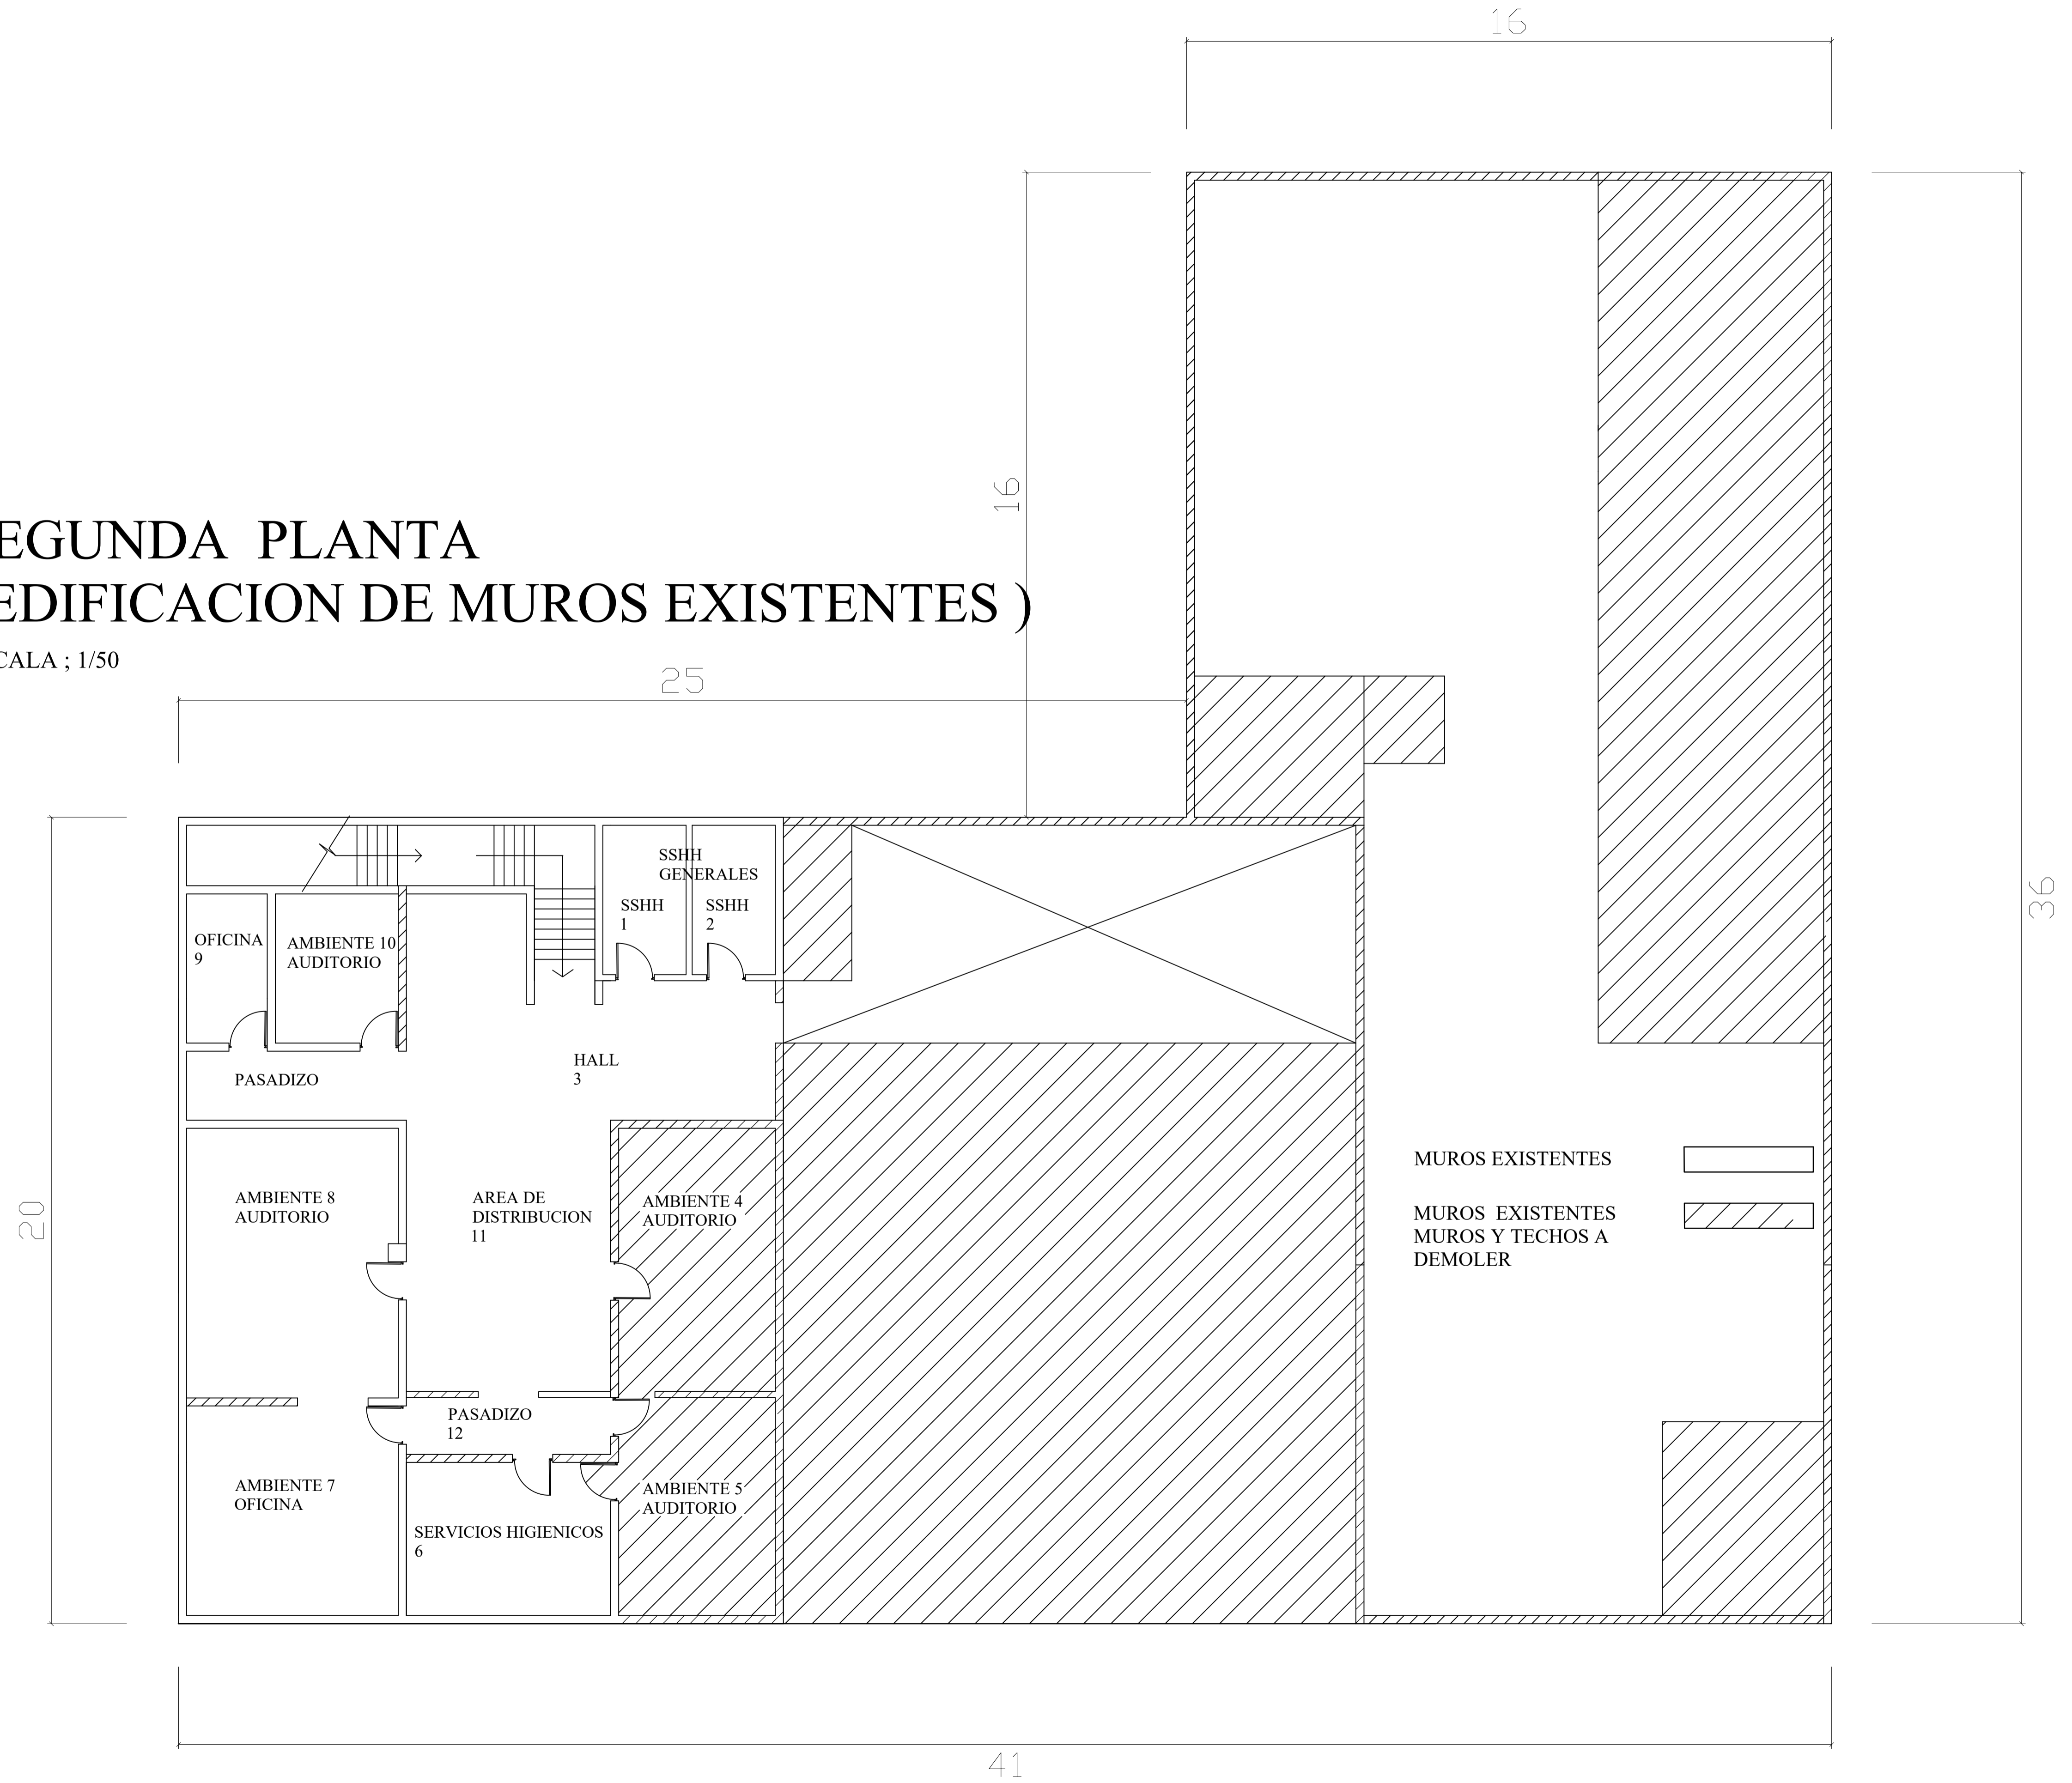 16
EGUNDA PLANTA
EDIFICACION DE MUROS EXISTENTES )
CALA ; 1/50
16
25
36
20
SSHH
GENERALES
SSHH
1
SSHH
2
OFICINA
9
AMBIENTE 10
AUDITORIO
PASADIZO
HALL
3
AMBIENTE 8
AUDITORIO
AREA DE
DISTRIBUCION
11
AMBIENTE 4
AUDITORIO
MUROS EXISTENTES
MUROS EXISTENTES
MUROS Y TECHOS A
DEMOLER
PASADIZO
12
AMBIENTE 7
OFICINA
SERVICIOS HIGIENICOS
6
AMBIENTE 5
AUDITORIO
41